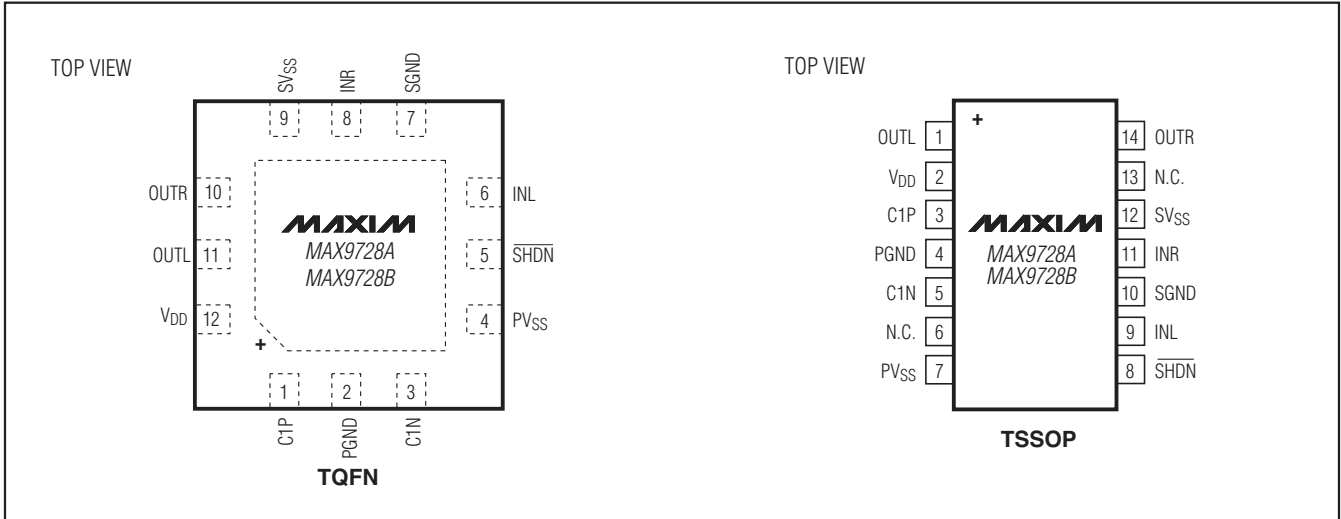 TOP VIEW
SVSS
INR
SGND
9
8
7
OUTR 10
6 INL
OUTL 11
5 SHDN
VDD 12
4 PVSS
MAXIM
MAX9728A
MAX9728B
+
1
2
3
C1P
PGND
C1N
TQFN
TOP VIEW
+
OUTL 1
14 OUTR
VDD 2
13 N.C.
C1P 3
12 SVSS
PGND 4
11 INR
C1N 5
10 SGND
N.C. 6
9 INL
PVSS 7
8 SHDN
MAXIM
MAX9728A
MAX9728B
TSSOP